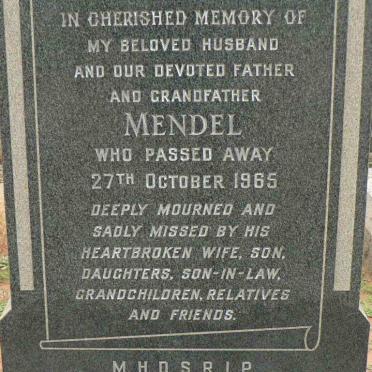 IN CHERISHED MEMORY OF
MY BELOVED HUSBAND
AND OUR DEVOTED FATHER
AND GRANDFATHER
MENDEL
WHO PASSED AWAY
27TH OCTOBER 1965
DEEPLY MOURNED AND
SADLY MISSED BY HIS
HEARTBROKEN WIFE, SON,
DAUGHTERS, SON-IN-LAW,
GRANDCHILDREN, RELATIVES
AND FRIENDS.
M.H.D.S.R.I.P.